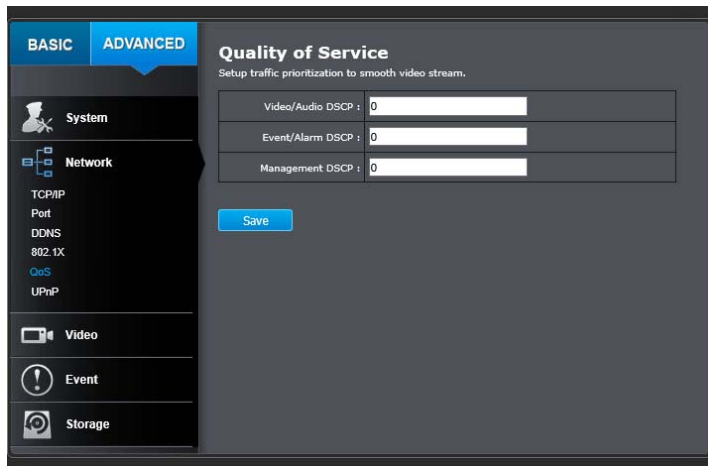 BASIC
ADVANCED
System
Network
TCP/IP
Port
DDNS
802.1X
QoS
UPnP
Video
Event
Storage
Quality of Service
Setup traffic prioritization to smooth video stream.
Video/Audio DSCP : 0
Event/Alarm DSCP : 0
Management DSCP : 0
Save